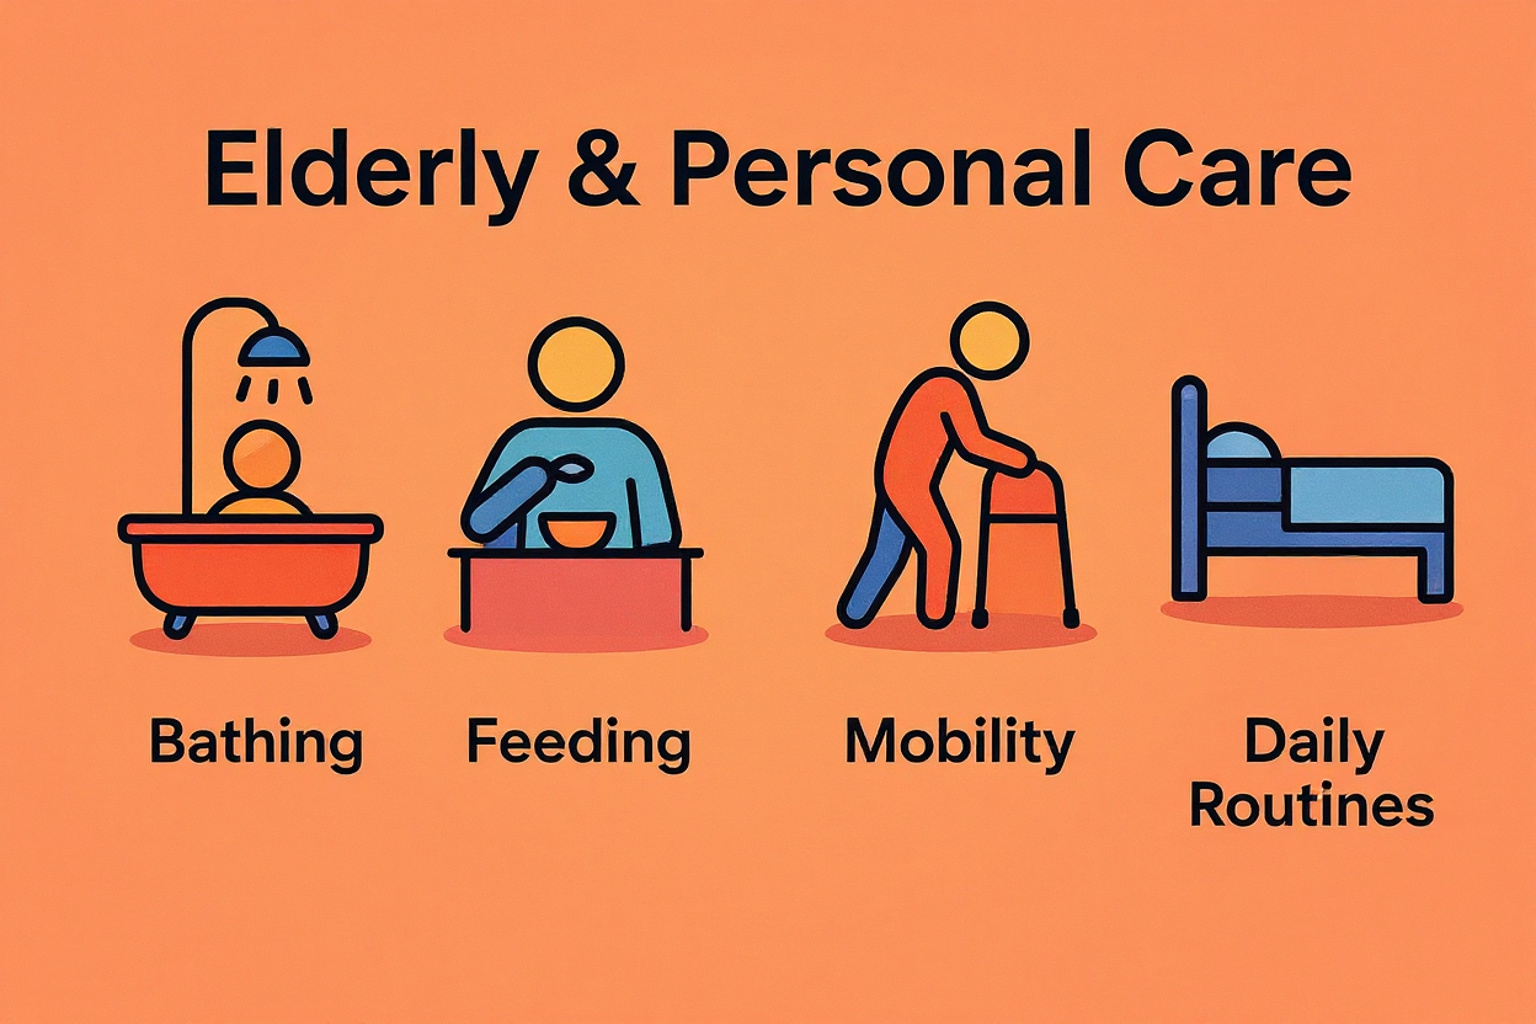 Elderly & Personal Care
Bathing
Feeding
Mobility
Daily
Routines